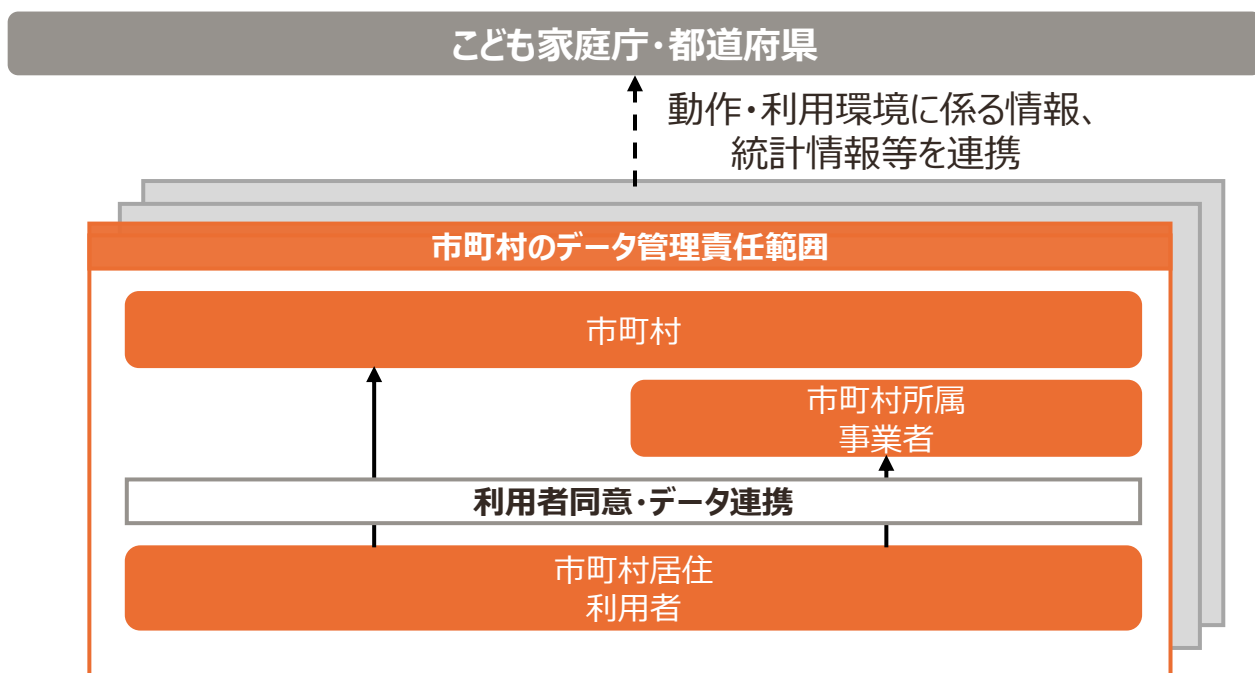 こども家庭庁・都道府県
動作・利用環境に係る情報、
統計情報等を連携
市町村のデータ管理責任範囲
市町村
市町村所属
事業者
利用者同意・データ連携
市町村居住
利用者